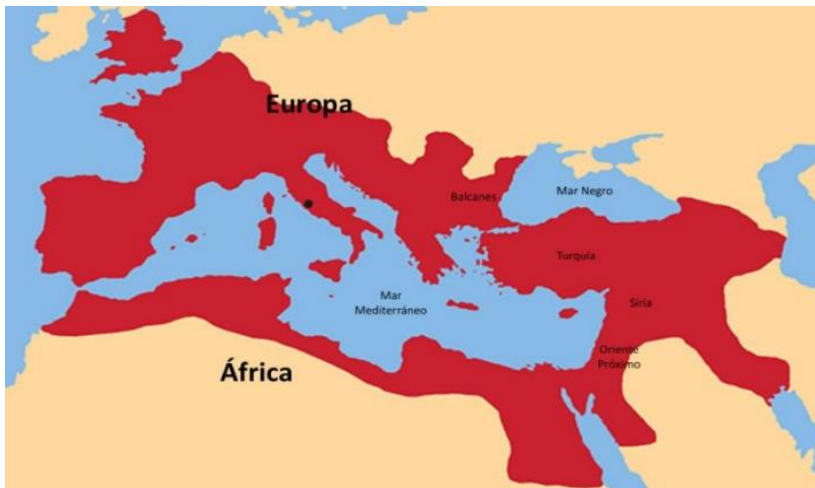 Europa
Balcanes
Mar Negro
Turquía
Siria
Mar
Mediterráneo
Oriente
Próximo
África